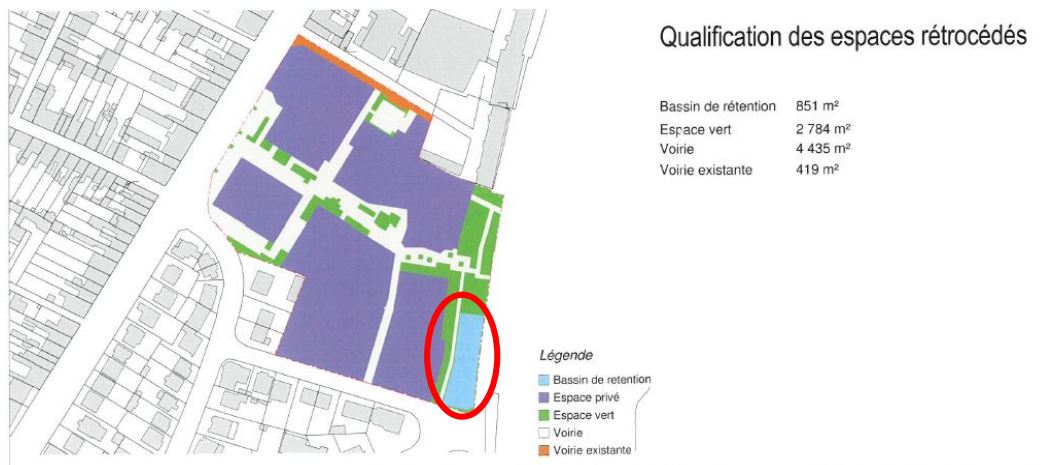 Qualification des espaces rétrocédés
Bassin de rétention 851 m²
Espace vert 2 784 m²
Voirie 4 435 m²
Voirie existante 419 m²
Légende
Bassin de retention
Espace privé
Espace vert
Voirie
Voirie existante